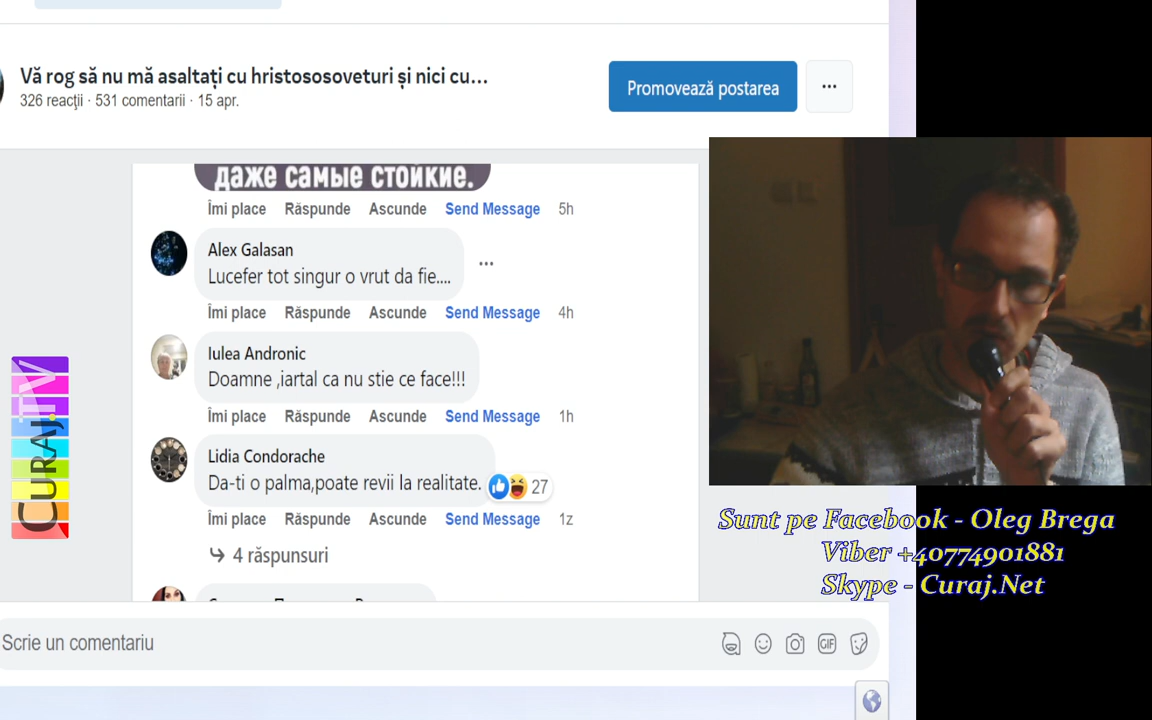 Vă rog să nu mă asaltați cu hristososoveturi și nici cu...
326 reacții · 531 comentarii · 15 apr.
Promovează postarea
даже самые стойкие.
Îmi place Răspunde Ascunde Send Message 5h
Alex Galasan
Lucefer tot singur o vrut da fie....
Îmi place Răspunde Ascunde Send Message 4h
Iulea Andronic
Doamne ,iartal ca nu stie ce face!!!
Îmi place Răspunde Ascunde Send Message 1h
Lidia Condorache
Da-ti o palma,poate revii la realitate.
27
Îmi place Răspunde Ascunde Send Message 1z
4 răspunsuri
Scrie un comentariu
GIF
CURAJ.TV
Sunt pe Facebook - Oleg Brega
Viber +40774901881
Skype - Curaj.Net